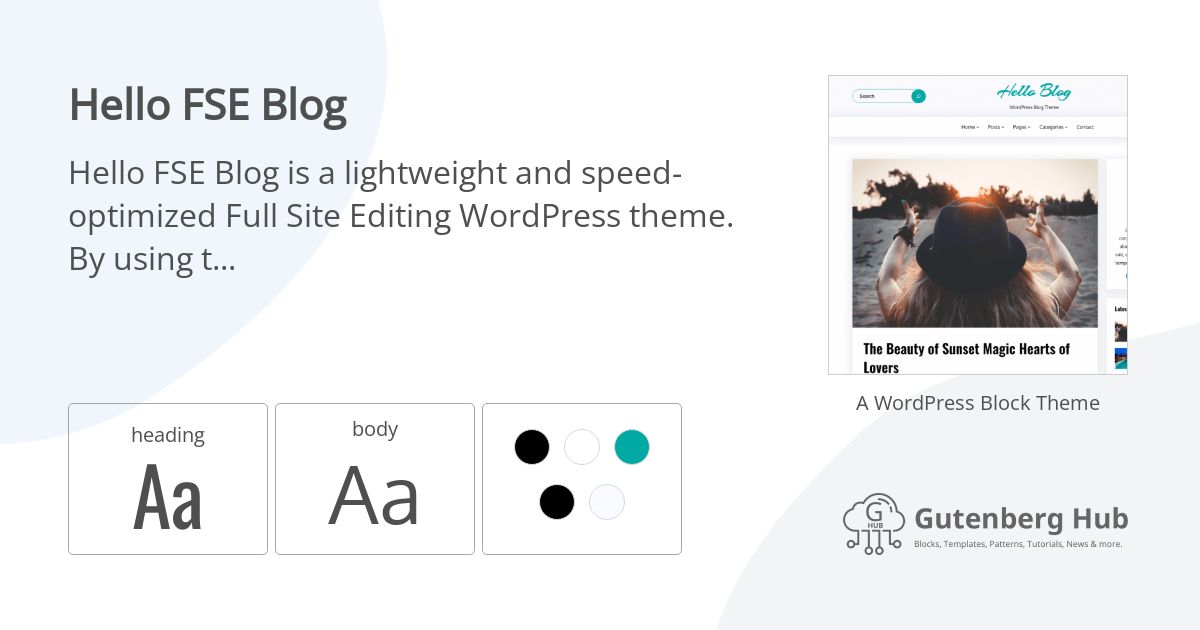 Hello FSE Blog
Hello FSE Blog is a lightweight and speed-
optimized Full Site Editing WordPress theme.
By using t...
heading
Aa
body
Aa
Search
Hello Blog
WordPress Blog Theme
Home Posts Pages Categories Contact
The Beauty of Sunset Magic Hearts of
Lovers
A WordPress Block Theme
G
HUB
Gutenberg Hub
Blocks, Templates, Patterns, Tutorials, News & more.